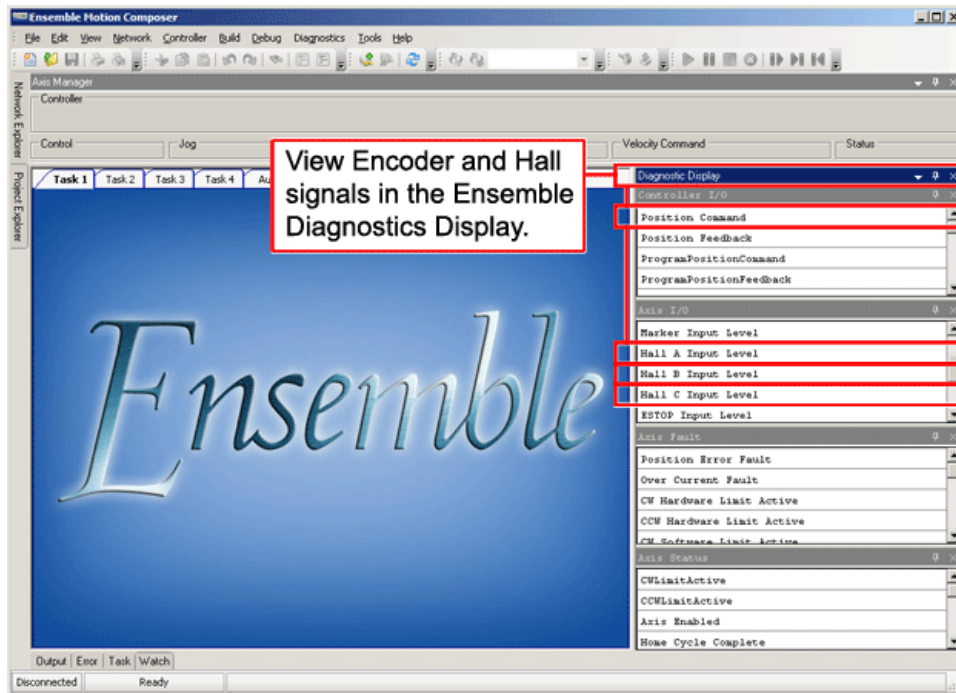 Ensemble Motion Composer
File Edit View Network Controller Build Debug Diagnostics Tools Help
Network Explorer
Project Explorer
Axis Manager
Controller
Control
Jog
Velocity Command
Status
Task 1
Task 2
Task 3
Task 4
Au
View Encoder and Hall
signals in the Ensemble
Diagnostics Display.
Ensemble
Diagnostic Display
Controller I/O
Position Command
Position Feedback
ProgramPositionCommand
ProgramPositionFeedback
Axis I/O
Marker Input Level
Hall A Input Level
Hall B Input Level
Hall C Input Level
ESTOP Input Level
Axis Fault
Position Error Fault
Over Current Fault
CW Hardware Limit Active
CCW Hardware Limit Active
CW Software Limit Active
Axis Status
CWLimitActive
CCWLimitActive
Axis Enabled
Home Cycle Complete
Output
Error
Task
Watch
Disconnected
Ready